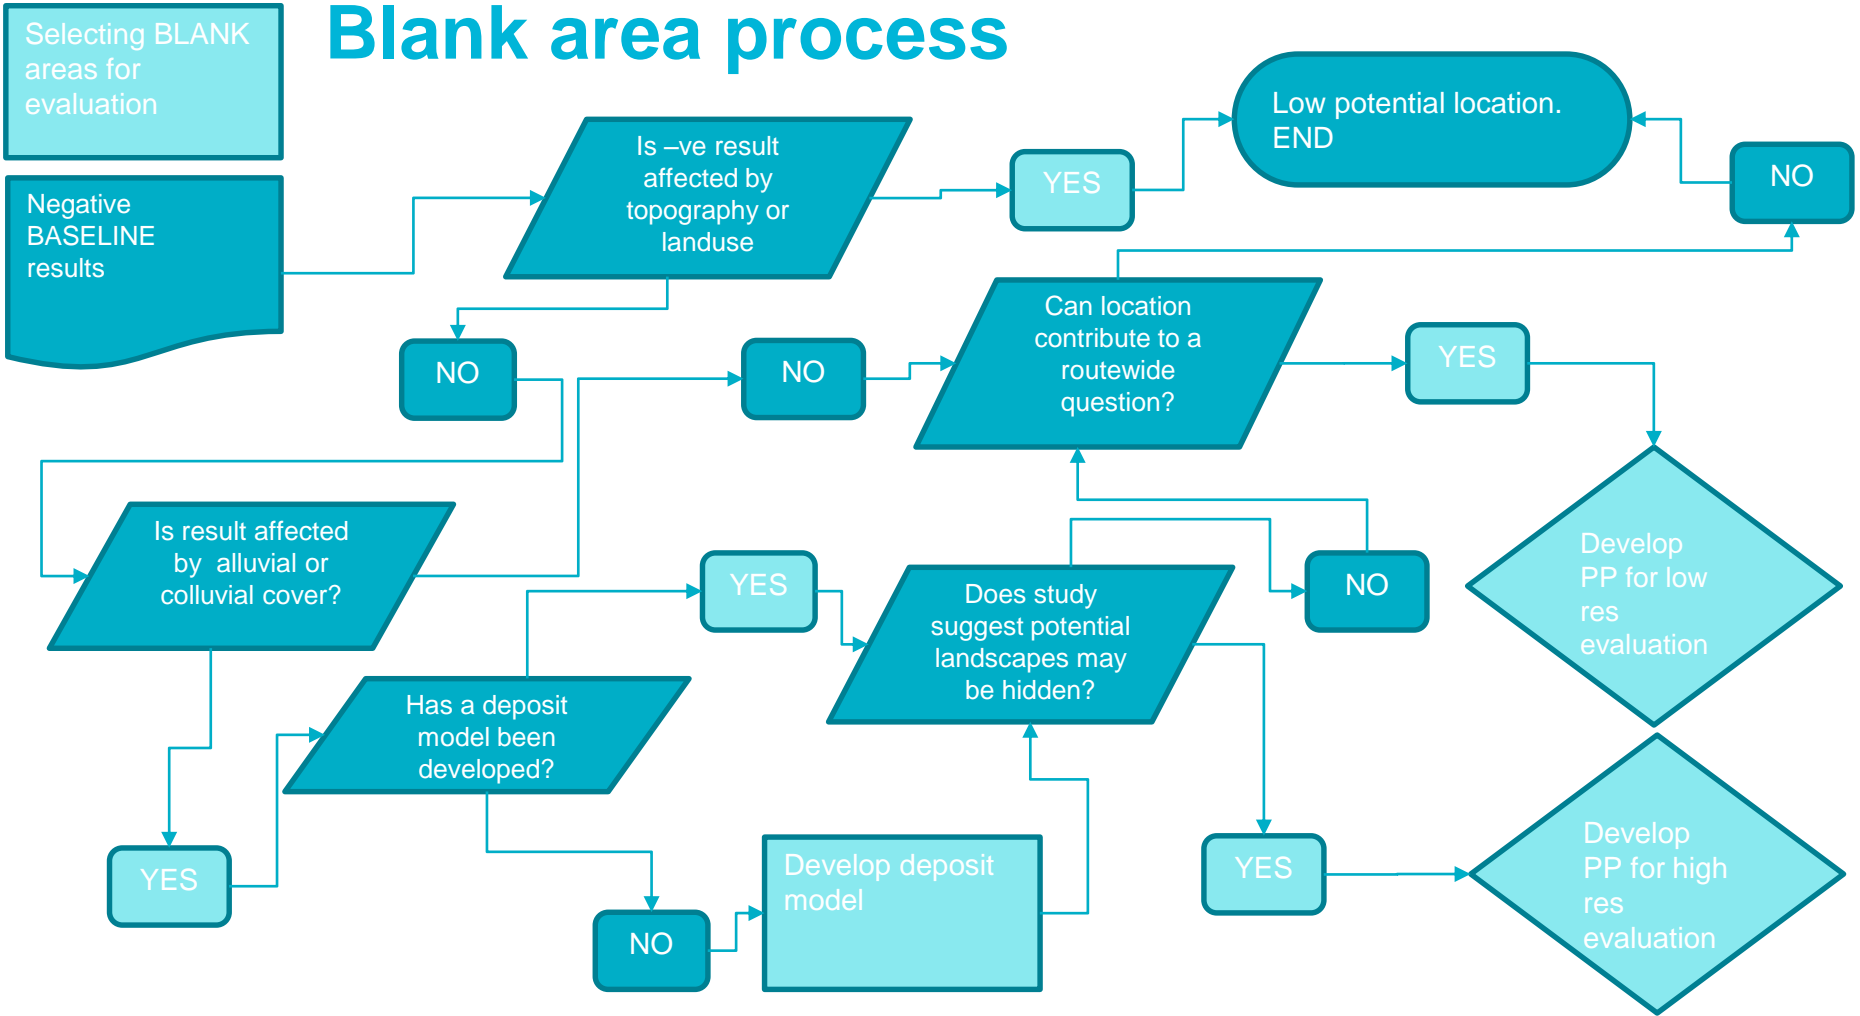 Blank area process
Selecting BLANK
areas for
evaluation
Negative
BASELINE
results
Is –ve result
affected by
topography or
landuse
YES
Low potential location.
END
NO
NO
NO
Can location
contribute to a
routewide
question?
YES
Is result affected
by  alluvial or
colluvial cover?
YES
Does study
suggest potential
landscapes may
be hidden?
NO
Develop
PP for low
res
evaluation
Has a deposit
model been
developed?
YES
NO
Develop deposit
model
YES
Develop
PP for high
res
evaluation